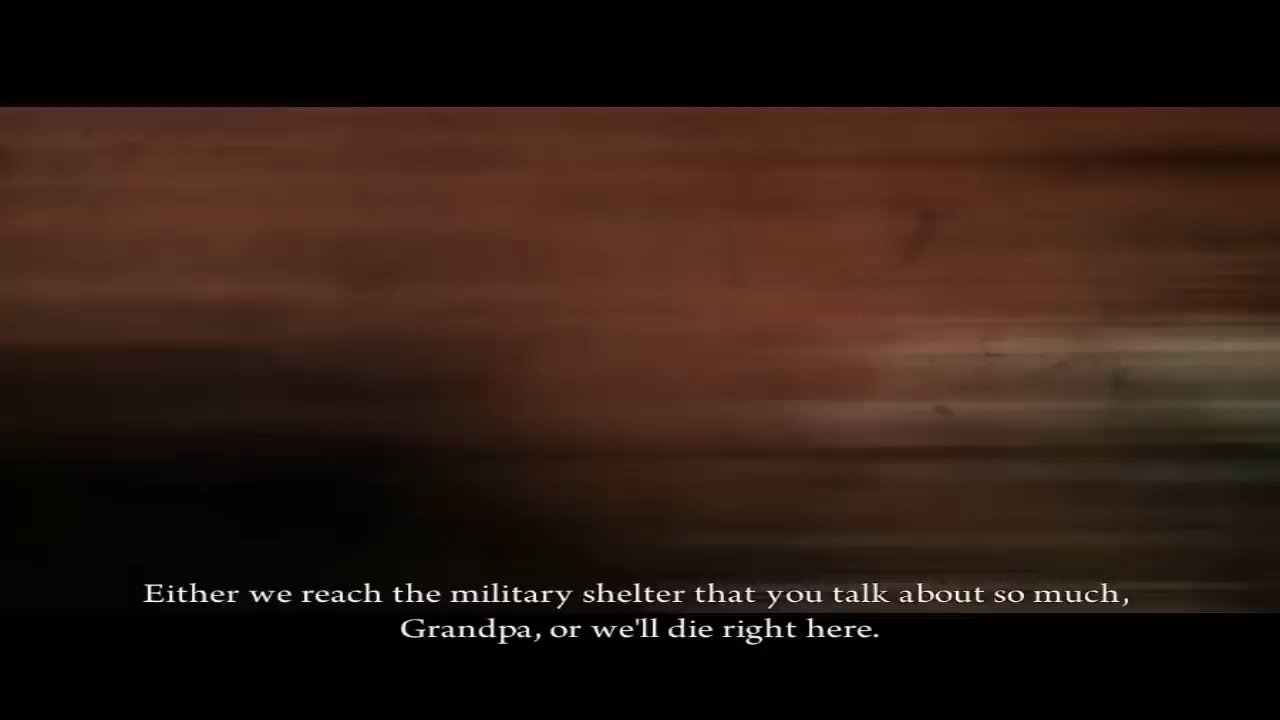 Either we reach the military shelter that you talk about so much,
Grandpa, or we'll die right here.